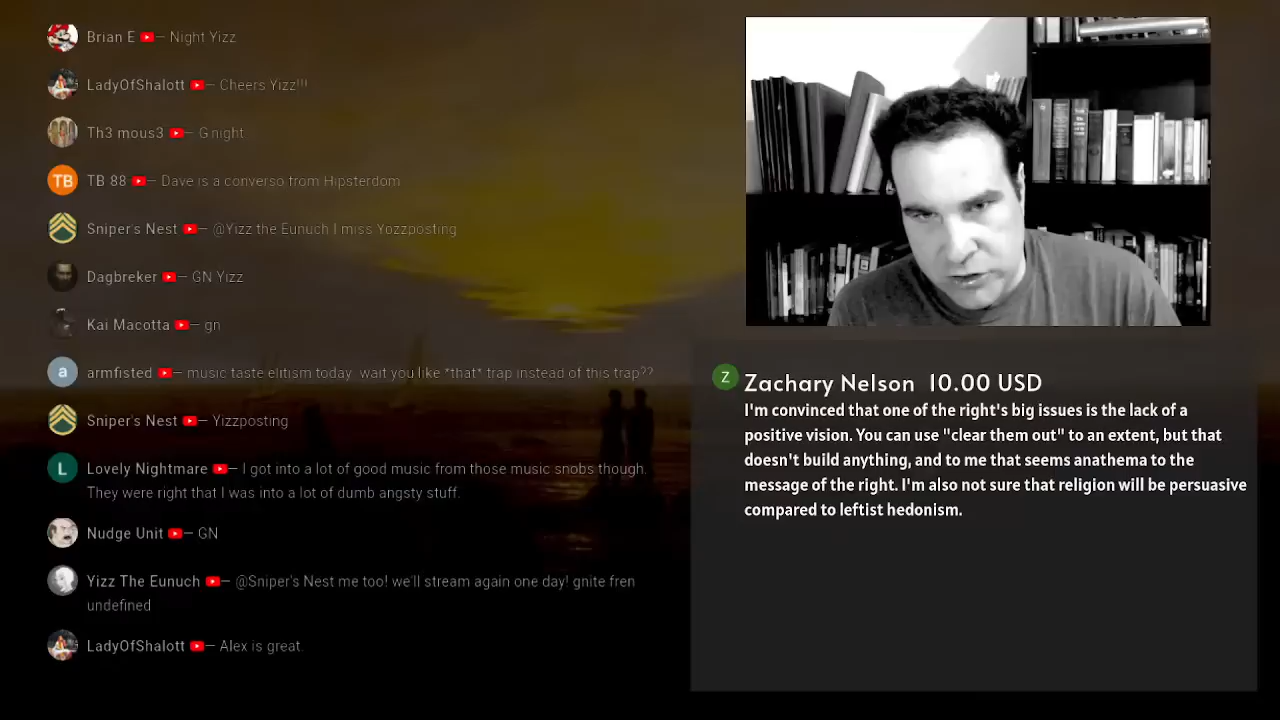 Brian E — Night Yizz
LadyOfShalott — Cheers Yizz!!!
Th3 mous3 — G'night
TB
TB 88 — Dave is a converso from Hipsterdom
Sniper's Nest — @Yizz the Eunuch I miss Yozzposting
Dagbreker — GN Yizz
Kai Macotta — gn
a
armfisted — music taste elitism today: wait you like *that* trap instead of this trap??
Sniper's Nest — Yizzposting
L
Lovely Nightmare — I got into a lot of good music from those music snobs though.
They were right that I was into a lot of dumb angsty stuff.
Nudge Unit — GN
Yizz The Eunuch — @Sniper's Nest me too! we'll stream again one day! gnite fren
undefined
LadyOfShalott — Alex is great.
Z
Zachary Nelson 10.00 USD
I'm convinced that one of the right's big issues is the lack of a
positive vision. You can use "clear them out" to an extent, but that
doesn't build anything, and to me that seems anathema to the
message of the right. I'm also not sure that religion will be persuasive
compared to leftist hedonism.